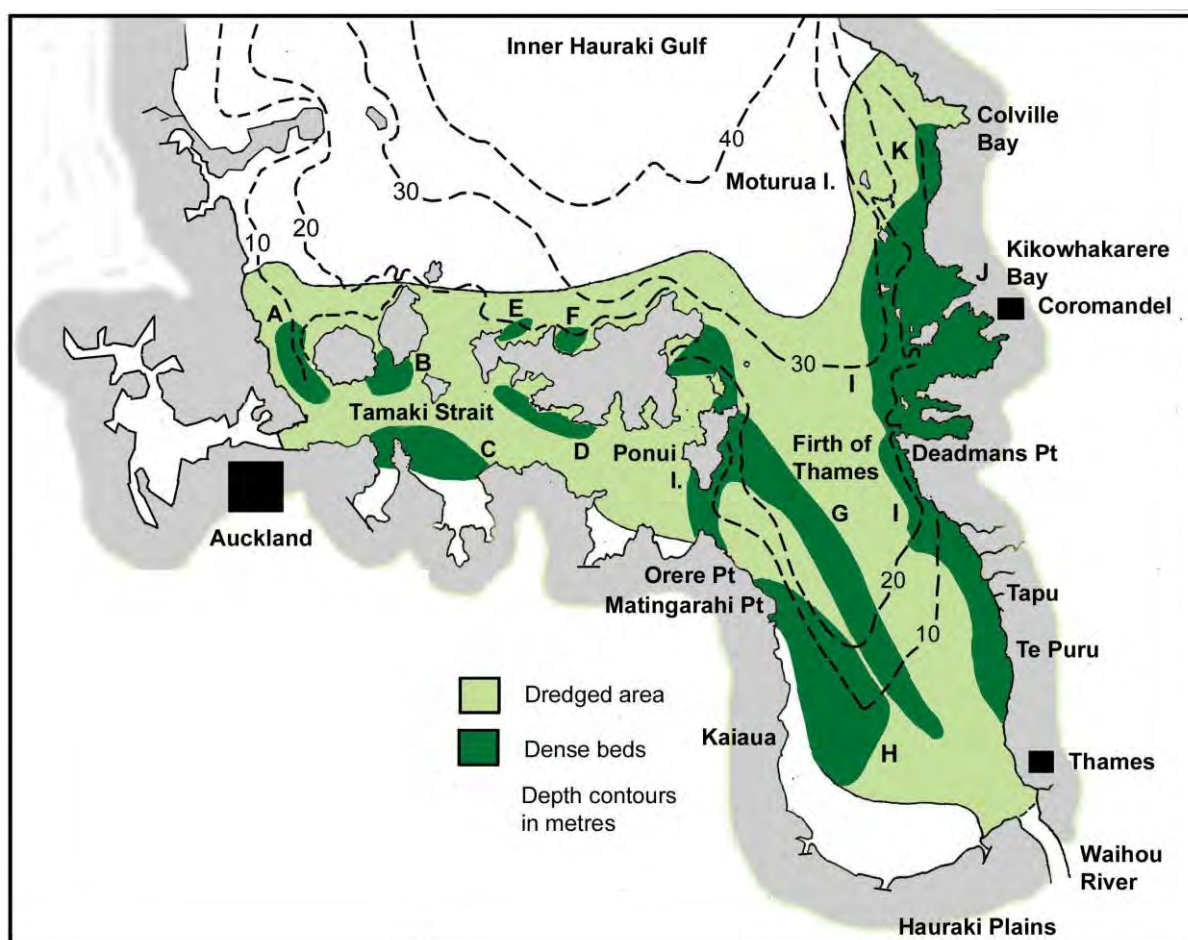 Inner Hauraki Gulf
Colville
Bay
40
K
Moturua I.
30
20
10
Kikowhakarere
Bay
J
Coromandel
A
E
F
B
30
I
Tamaki Strait
C
D
Ponui
I.
Firth of
Thames
Deadmans Pt
G
I
Auckland
Orere Pt
Matingarahi Pt
20
10
Tapu
Te Puru
Dredged area
Kaiaua
Dense beds
H
Thames
Depth contours
in metres
Waihou
River
Hauraki Plains